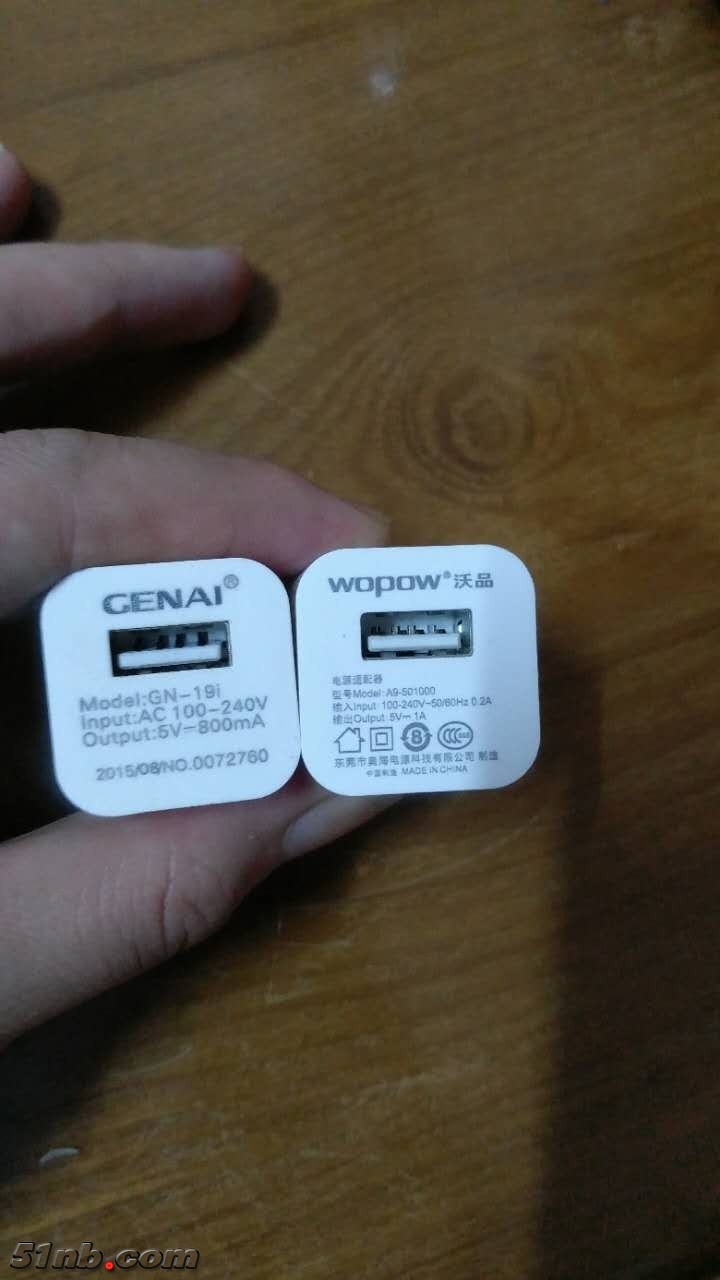 GENAI®
Model:GN-19i
Input:AC 100-240V
Output:5V-800mA
2015/08/NO.0072760
wopow®沃品
电源适配器
型号Model: A9-501000
输入Input: 100-240V~50/60Hz 0.2A
输出Output: 5V⎓1A
8
CCC
东莞市奥海电源科技有限公司 制造
中国制造 MADE IN CHINA
51nb.com